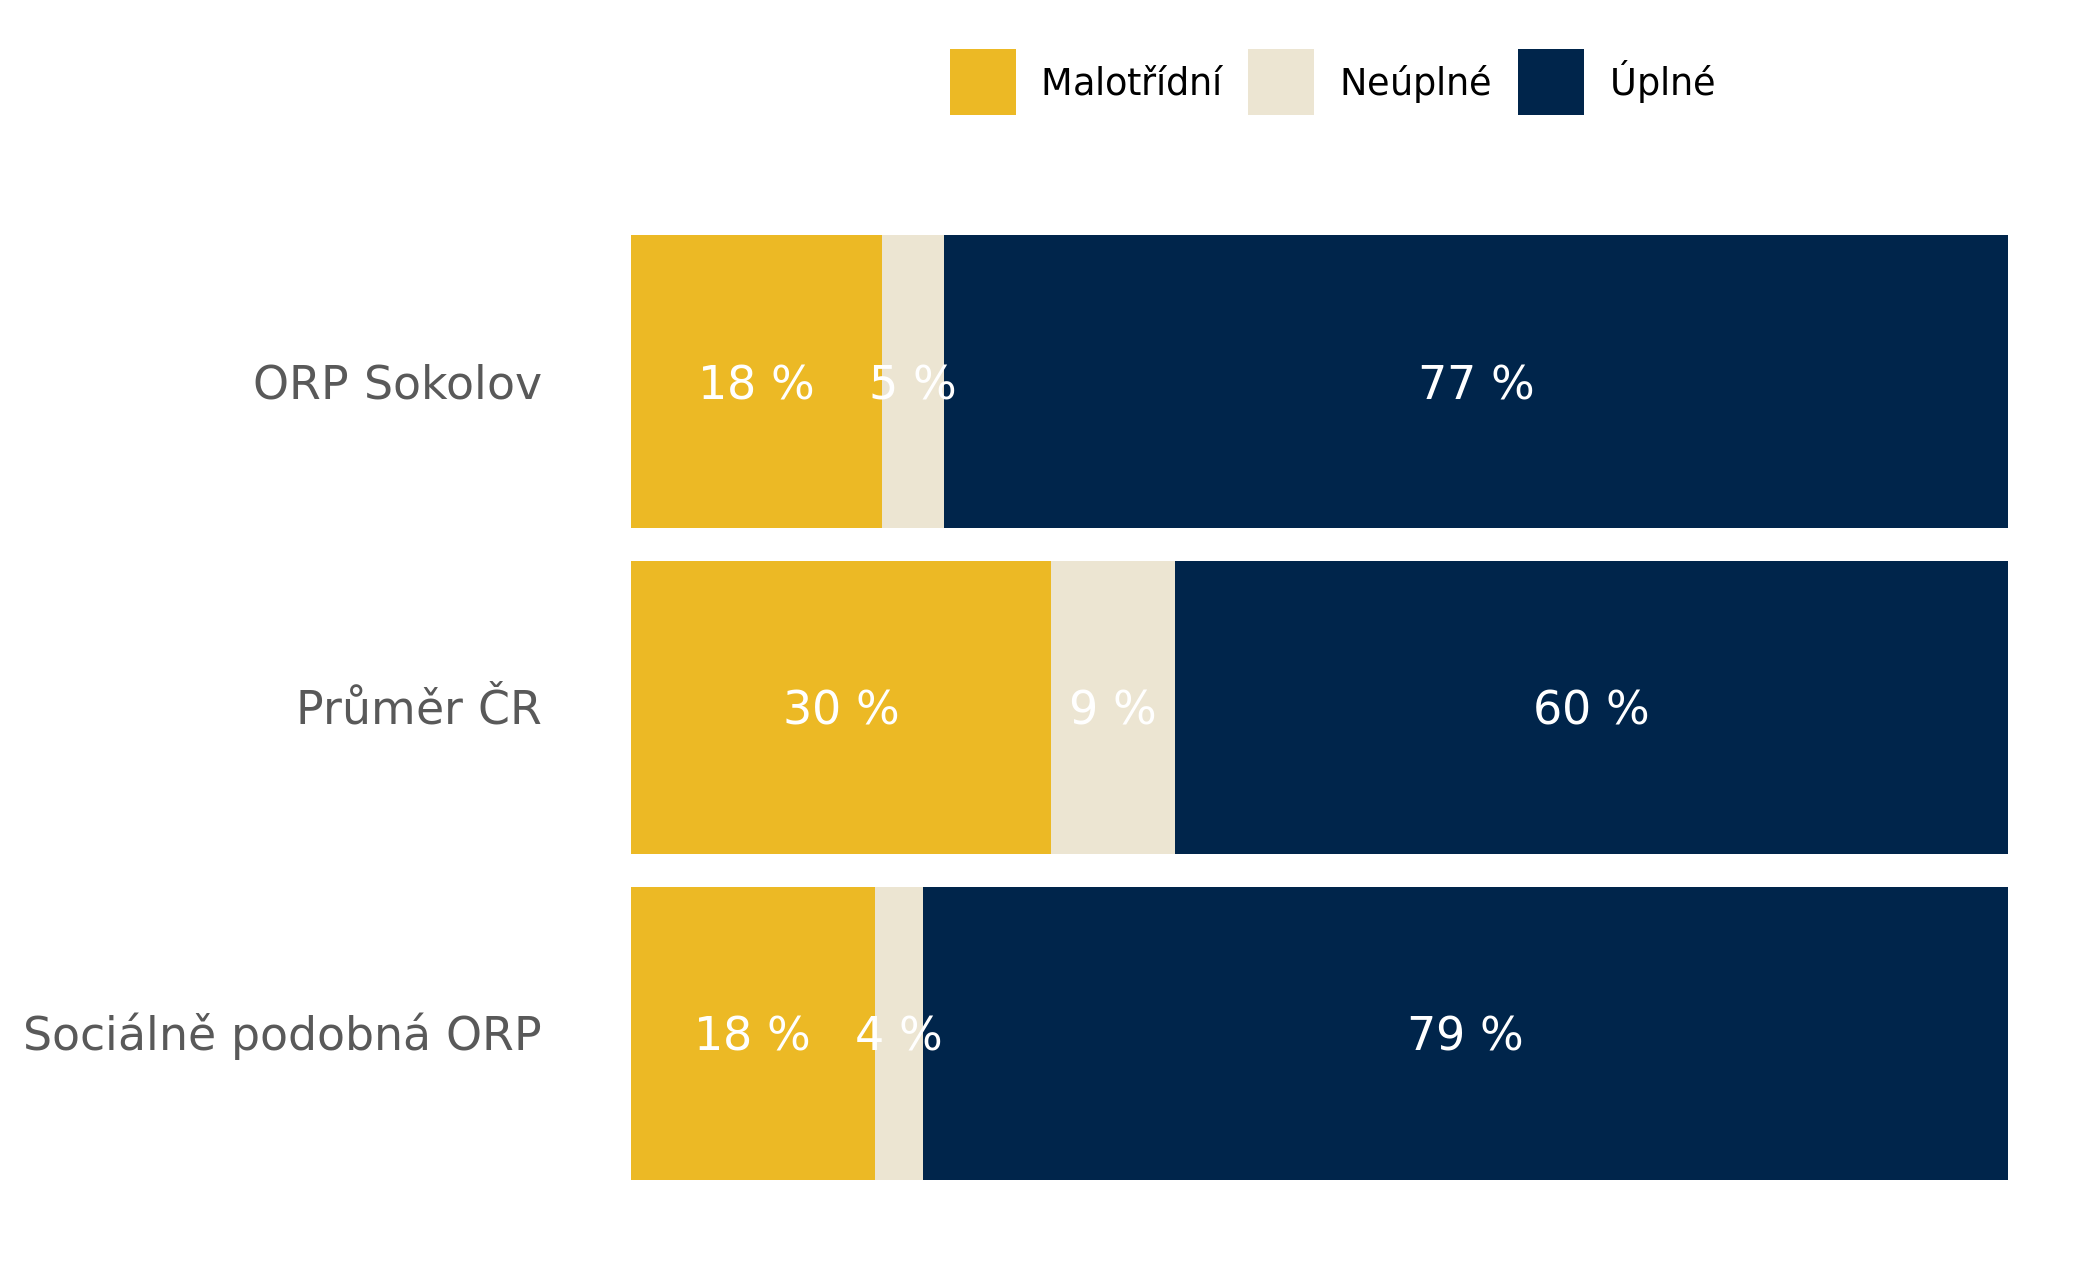 Malotřídní Neúplné Úplné
ORP Sokolov 18 % 5 % 77 %
Průměr ČR 30 % 9 % 60 %
Sociálně podobná ORP 18 % 4 % 79 %